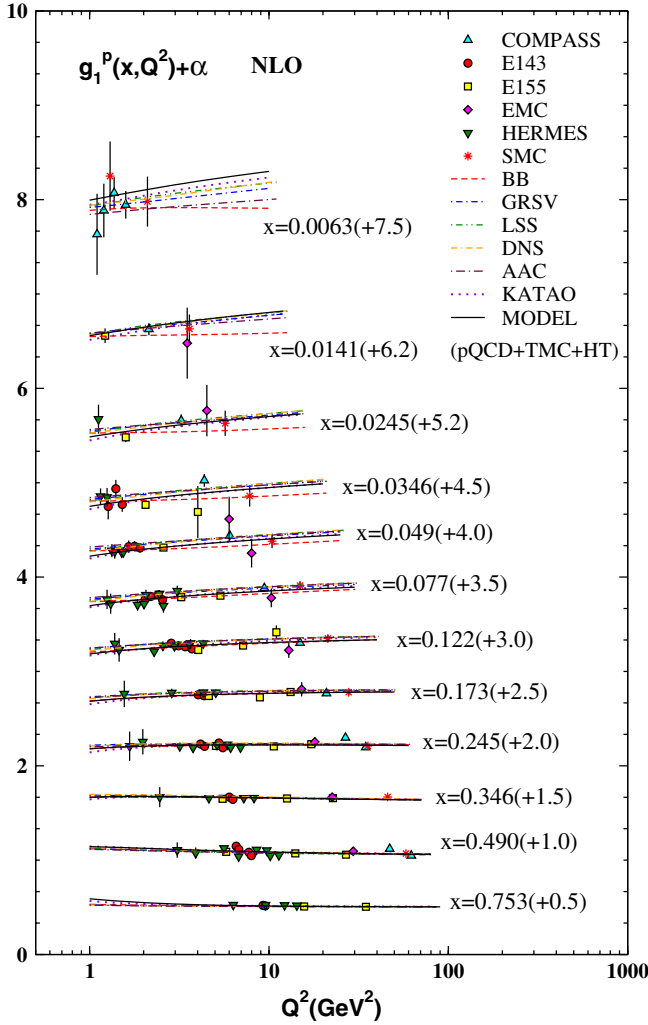 10
8
6
4
2
0
g₁ᵖ(x,Q²)+α NLO
COMPASS
E143
E155
EMC
HERMES
SMC
BB
GRSV
LSS
DNS
AAC
KATAO
MODEL
(pQCD+TMC+HT)
x=0.0063(+7.5)
x=0.0141(+6.2)
x=0.0245(+5.2)
x=0.0346(+4.5)
x=0.049(+4.0)
x=0.077(+3.5)
x=0.122(+3.0)
x=0.173(+2.5)
x=0.245(+2.0)
x=0.346(+1.5)
x=0.490(+1.0)
x=0.753(+0.5)
1 10 100 1000
Q²(GeV²)